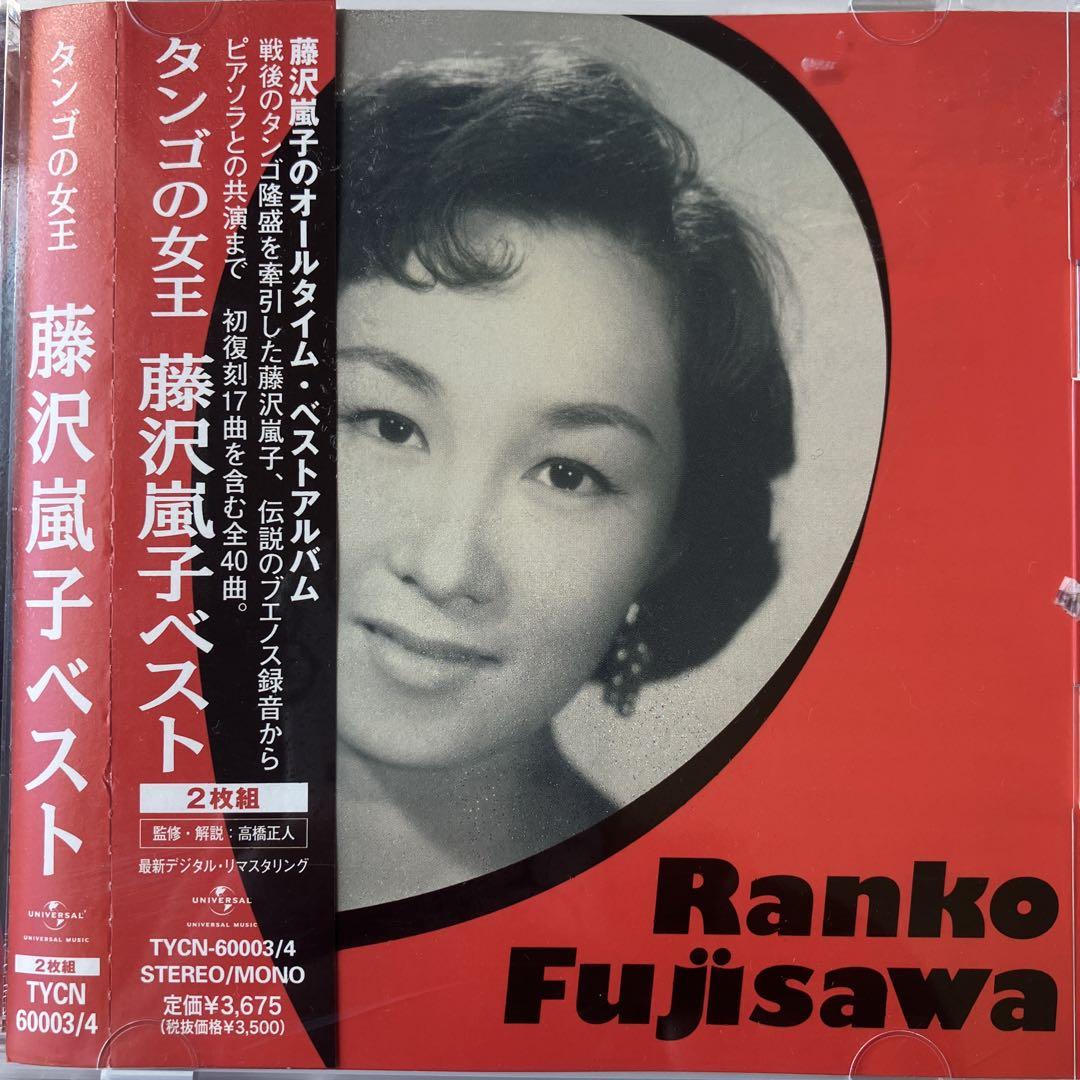 タンゴの女王
藤沢嵐子ベスト
UNIVERSAL
UNIVERSAL MUSIC
2枚組
TYCN
60003/4
藤沢嵐子のオールタイム・ベストアルバム
戦後のタンゴ隆盛を牽引した藤沢嵐子、伝説のブエノス録音から
ピアソラとの共演まで 初復刻17曲を含む全40曲。
タンゴの女王 藤沢嵐子ベスト
2枚組
監修・解説:高橋正人
最新デジタル・リマスタリング
UNIVERSAL
UNIVERSAL MUSIC
TYCN-60003/4
STEREO/MONO
定価¥3,675
(税抜価格¥3,500)
Ranko
Fujisawa